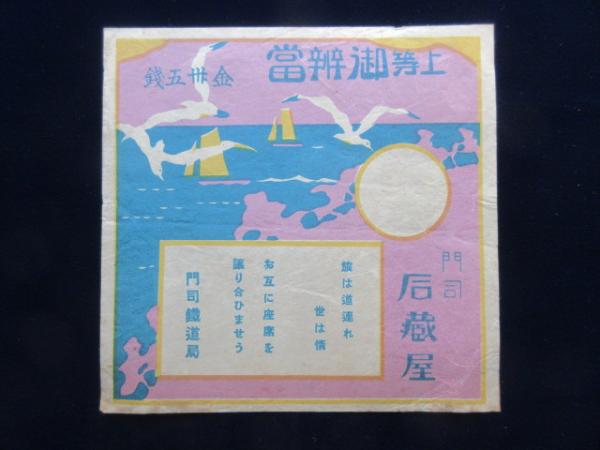 上等御辨當
金卅五錢
門司
石藏屋
旅は道連れ
世は情
お互に座席を
讓り合ひませう
門司鐵道局